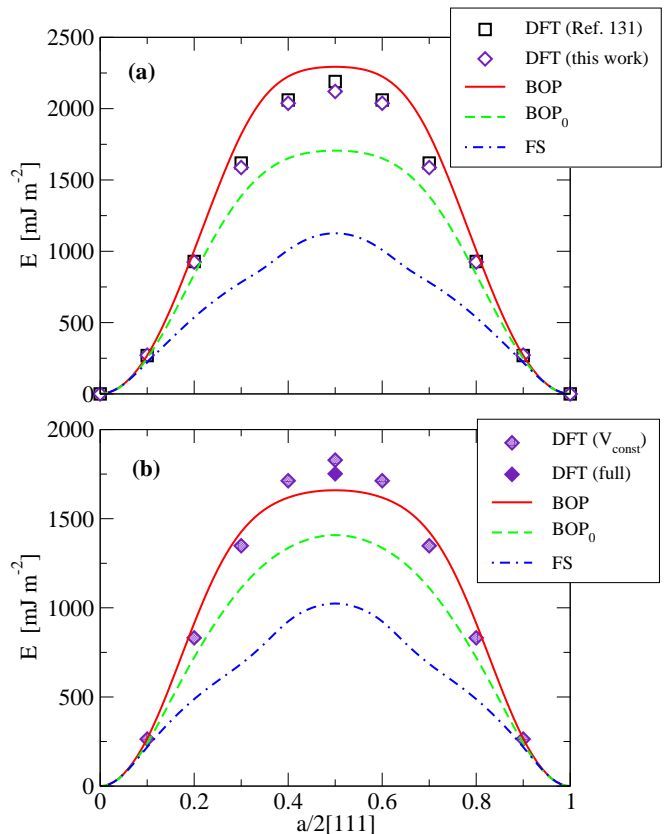 DFT (Ref. 131)
DFT (this work)
BOP
BOP0
FS
(a)
2500
2000
1500
1000
500
0
E [mJ m-2]
DFT (Vconst)
DFT (full)
BOP
BOP0
FS
(b)
2000
1500
1000
500
0
E [mJ m-2]
0 0.2 0.4 0.6 0.8 1
a/2[111]